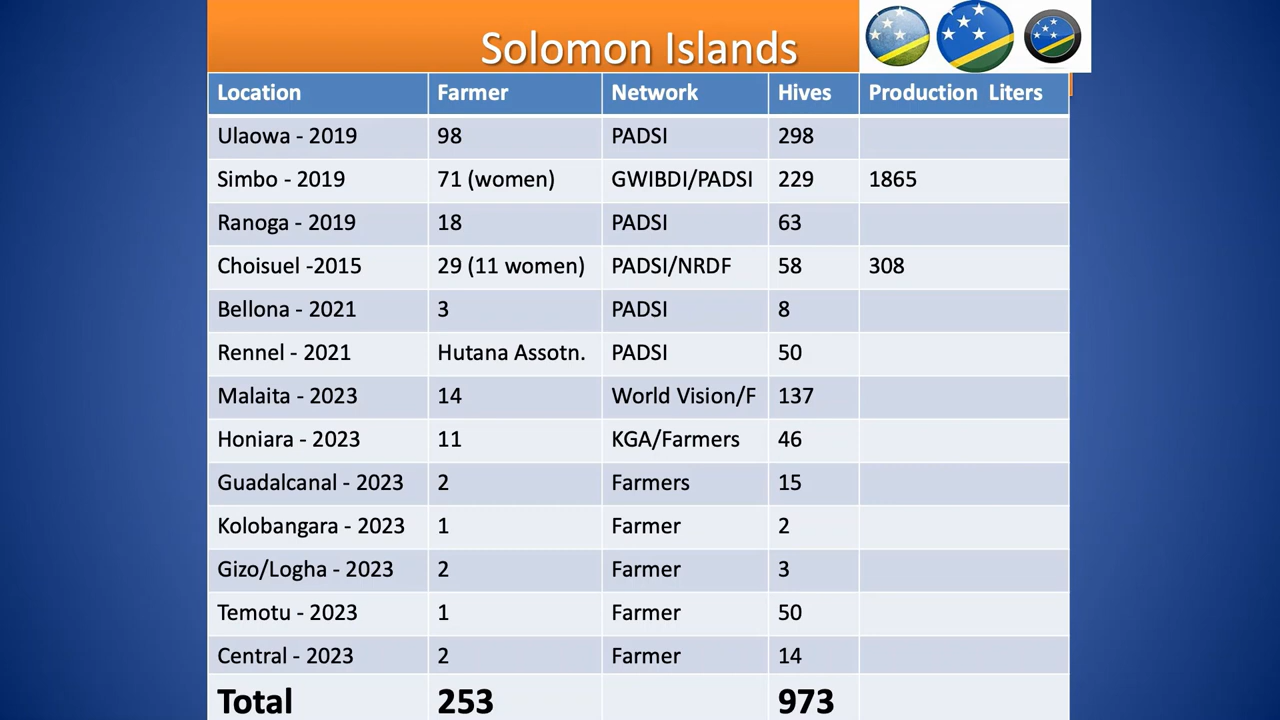 Solomon Islands
Location Farmer Network Hives Production Liters
Ulaowa - 2019 98 PADSI 298
Simbo - 2019 71 (women) GWIBDI/PADSI 229 1865
Ranoga - 2019 18 PADSI 63
Choisuel -2015 29 (11 women) PADSI/NRDF 58 308
Bellona - 2021 3 PADSI 8
Rennel - 2021 Hutana Assotn. PADSI 50
Malaita - 2023 14 World Vision/F 137
Honiara - 2023 11 KGA/Farmers 46
Guadalcanal - 2023 2 Farmers 15
Kolobangara - 2023 1 Farmer 2
Gizo/Logha - 2023 2 Farmer 3
Temotu - 2023 1 Farmer 50
Central - 2023 2 Farmer 14
Total 253 973